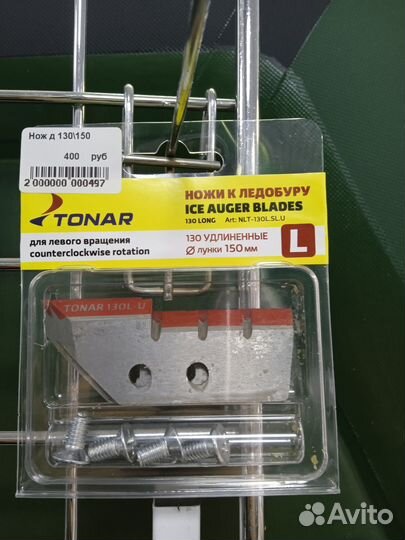 Нож д 130\150
400 руб
2 000000 000497
TONAR
для левого вращения
counterclockwise rotation
НОЖИ К ЛЕДОБУРУ
ICE AUGER BLADES
130 LONG Art: NLT-130L.SL.U
130 УДЛИНЕННЫЕ
Ø лунки 150 мм
L
TONAR 130L-U
Avito